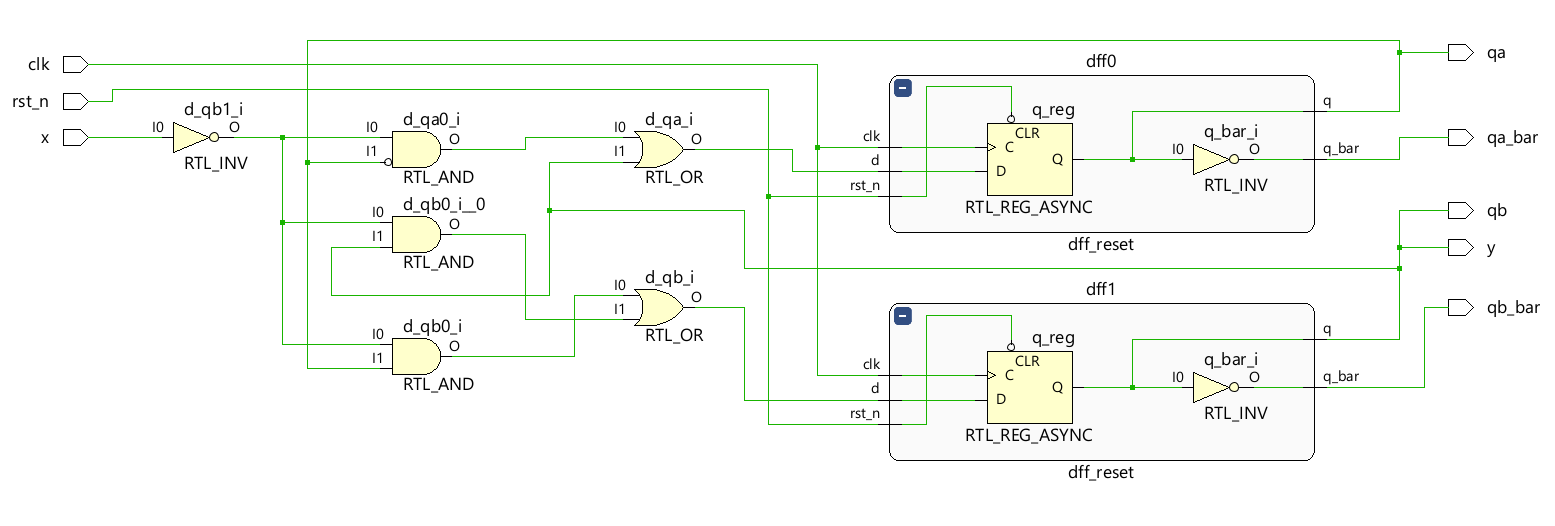 clk
rst_n
x
I0
d_qb1_i
O
RTL_INV
d_qa0_i
I0
I1
O
RTL_AND
d_qb0_i__0
I0
I1
O
RTL_AND
d_qb0_i
I0
I1
O
RTL_AND
d_qa_i
I0
I1
O
RTL_OR
d_qb_i
I0
I1
O
RTL_OR
dff0
clk
d
rst_n
q_reg
CLR
C
D
Q
RTL_REG_ASYNC
q_bar_i
I0
O
RTL_INV
q
q_bar
dff_reset
dff1
clk
d
rst_n
q_reg
CLR
C
D
Q
RTL_REG_ASYNC
q_bar_i
I0
O
RTL_INV
q
q_bar
dff_reset
qa
qa_bar
qb
y
qb_bar